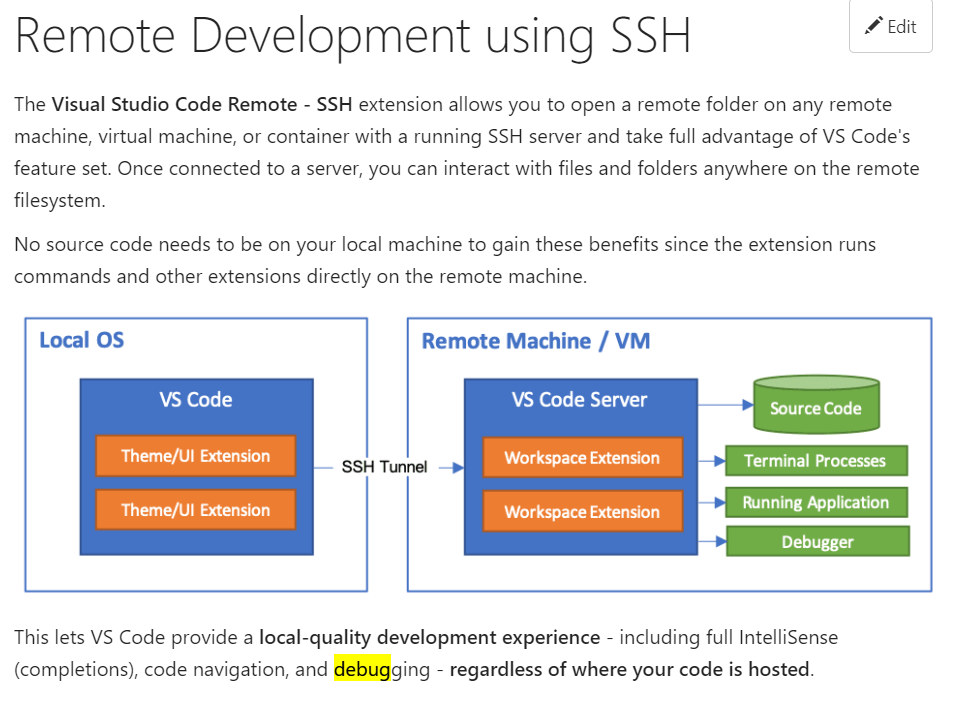 Remote Development using SSH
Edit
The Visual Studio Code Remote - SSH extension allows you to open a remote folder on any remote
machine, virtual machine, or container with a running SSH server and take full advantage of VS Code's
feature set. Once connected to a server, you can interact with files and folders anywhere on the remote
filesystem.
No source code needs to be on your local machine to gain these benefits since the extension runs
commands and other extensions directly on the remote machine.
Local OS
VS Code
Theme/UI Extension
Theme/UI Extension
SSH Tunnel
Remote Machine / VM
VS Code Server
Workspace Extension
Workspace Extension
Source Code
Terminal Processes
Running Application
Debugger
This lets VS Code provide a local-quality development experience - including full IntelliSense
(completions), code navigation, and debugging - regardless of where your code is hosted.